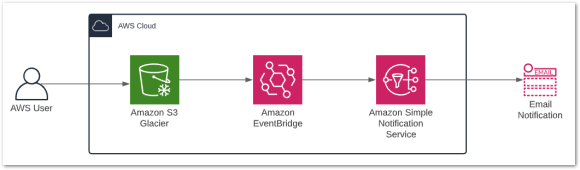 AWS Cloud
AWS User
Amazon S3
Glacier
Amazon
EventBridge
Amazon Simple
Notification
Service
EMAIL
Email
Notification